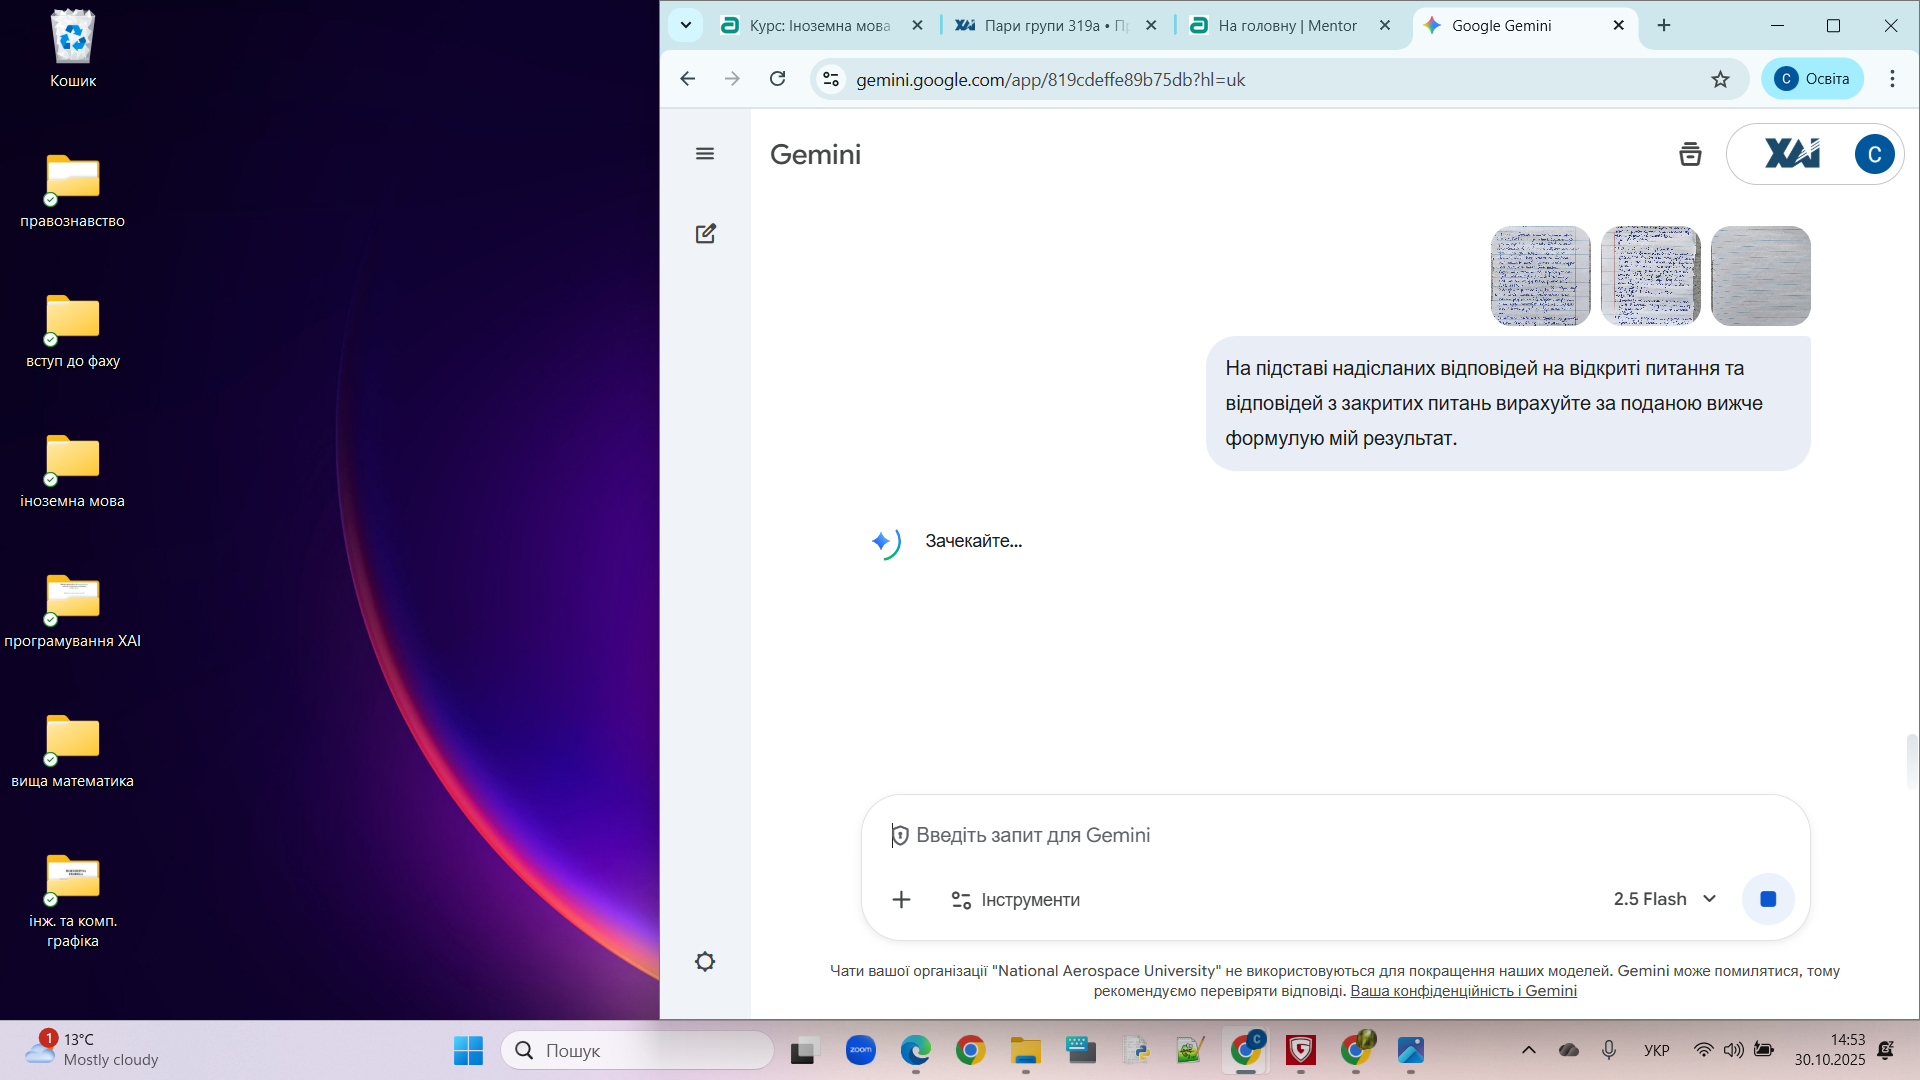 Кошик
правознавство
вступ до фаху
іноземна мова
програмування ХАІ
вища математика
інж. та комп.
графіка
Курс: Іноземна мова
Пари групи 319а • П
На головну | Mentor
Google Gemini
gemini.google.com/app/819cdeffe89b75db?hl=uk
C
Освіта
Gemini
XAI
C
На підставі надісланих відповідей на відкриті питання та
відповідей з закритих питань вирахуйте за поданою вижче
формулую мій результат.
Зачекайте...
Введіть запит для Gemini
Інструменти
2.5 Flash
Чати вашої організації "National Aerospace University" не використовуються для покращення наших моделей. Gemini може помилятися, тому
рекомендуємо перевіряти відповіді. Ваша конфіденційність і Gemini
1
13°C
Mostly cloudy
Пошук
zoom
C
УКР
14:53
30.10.2025